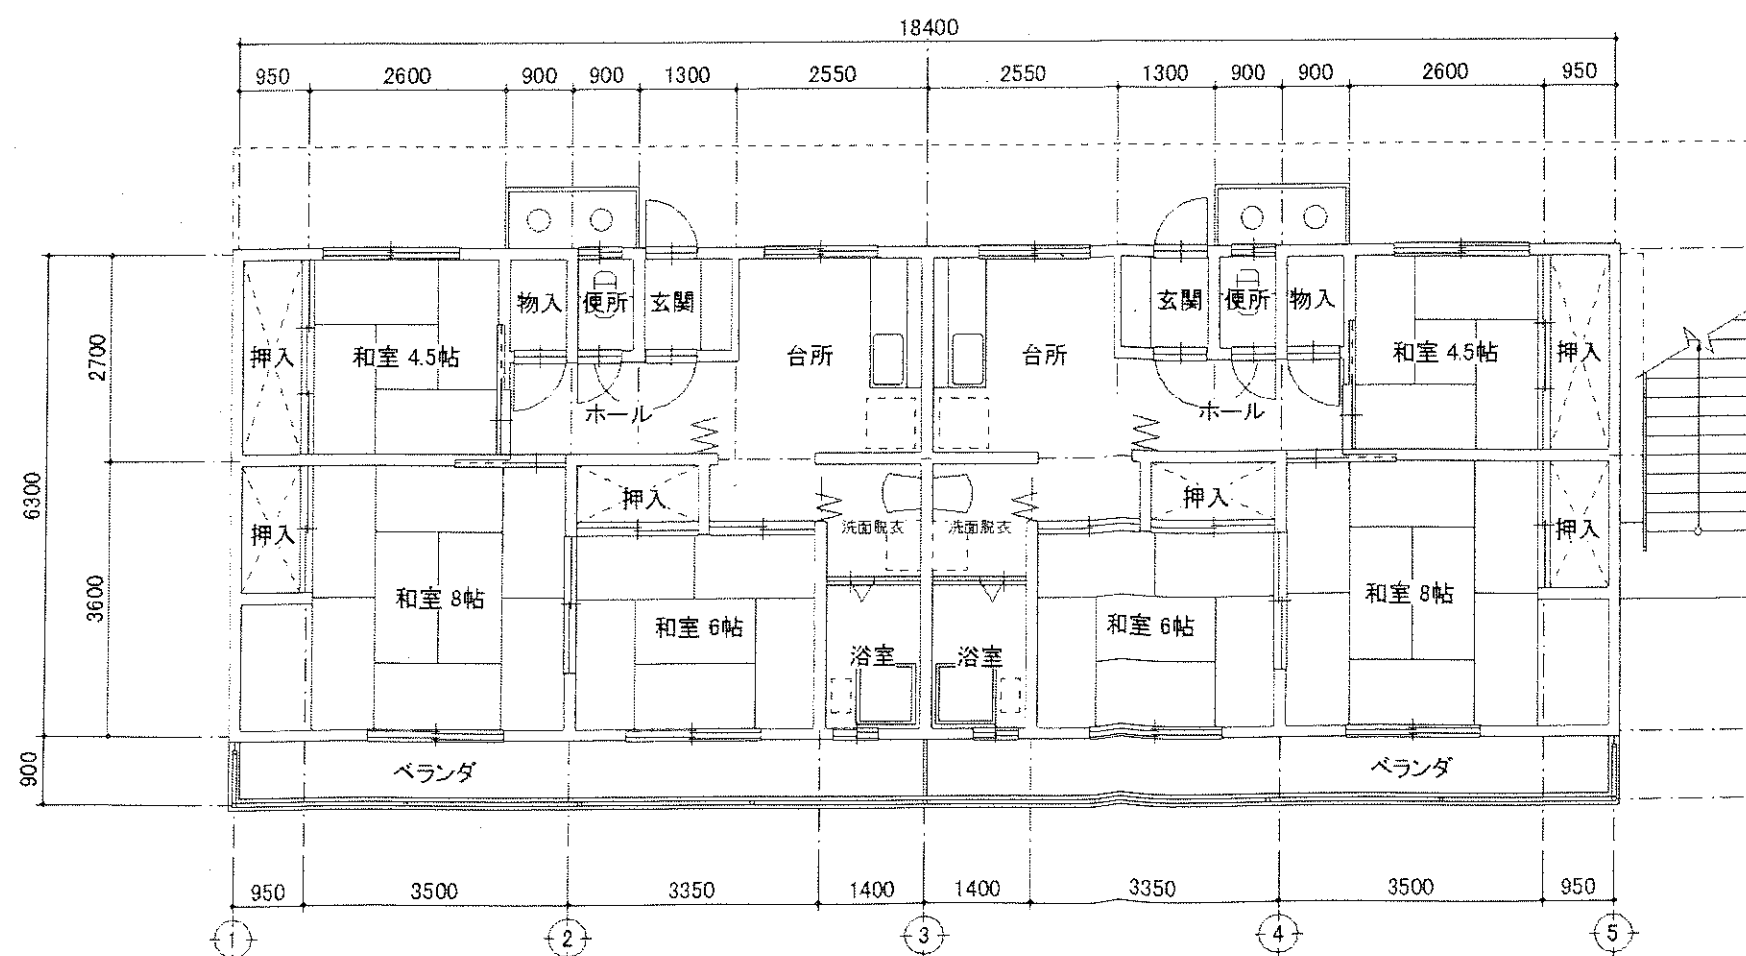 18400
950 2600 900 900 1300 2550 2550 1300 900 900 2600 950
物入 便所 玄関 玄関 便所 物入
押入 和室 4.5帖 台所 台所 和室 4.5帖 押入
2700
ホール ホール
6300
押入 押入
押入 洗面脱衣 洗面脱衣 押入
3600
和室 8帖 和室 6帖 和室 6帖 和室 8帖
浴室 浴室
900
ベランダ ベランダ
950 3500 3350 1400 1400 3350 3500 950
1 2 3 4 5